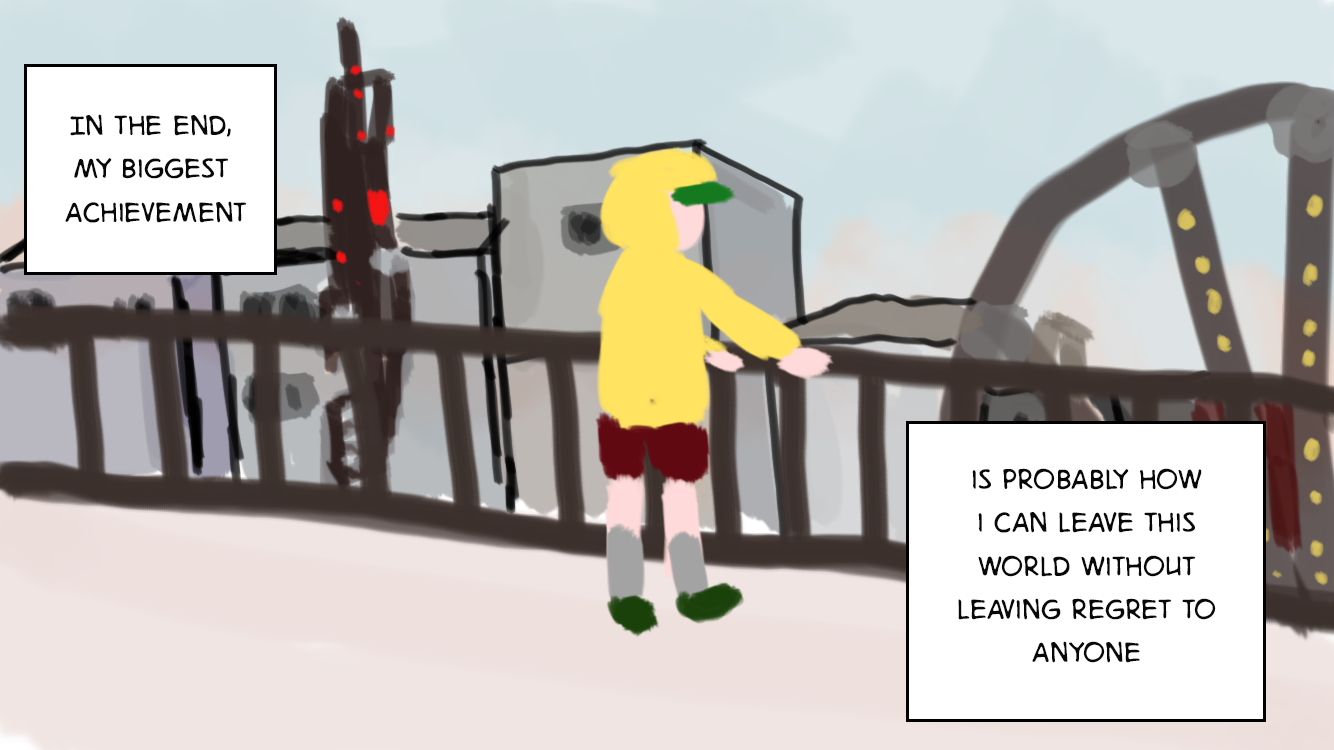 IN THE END,
MY BIGGEST
ACHIEVEMENT
IS PROBABLY HOW
I CAN LEAVE THIS
WORLD WITHOUT
LEAVING REGRET TO
ANYONE